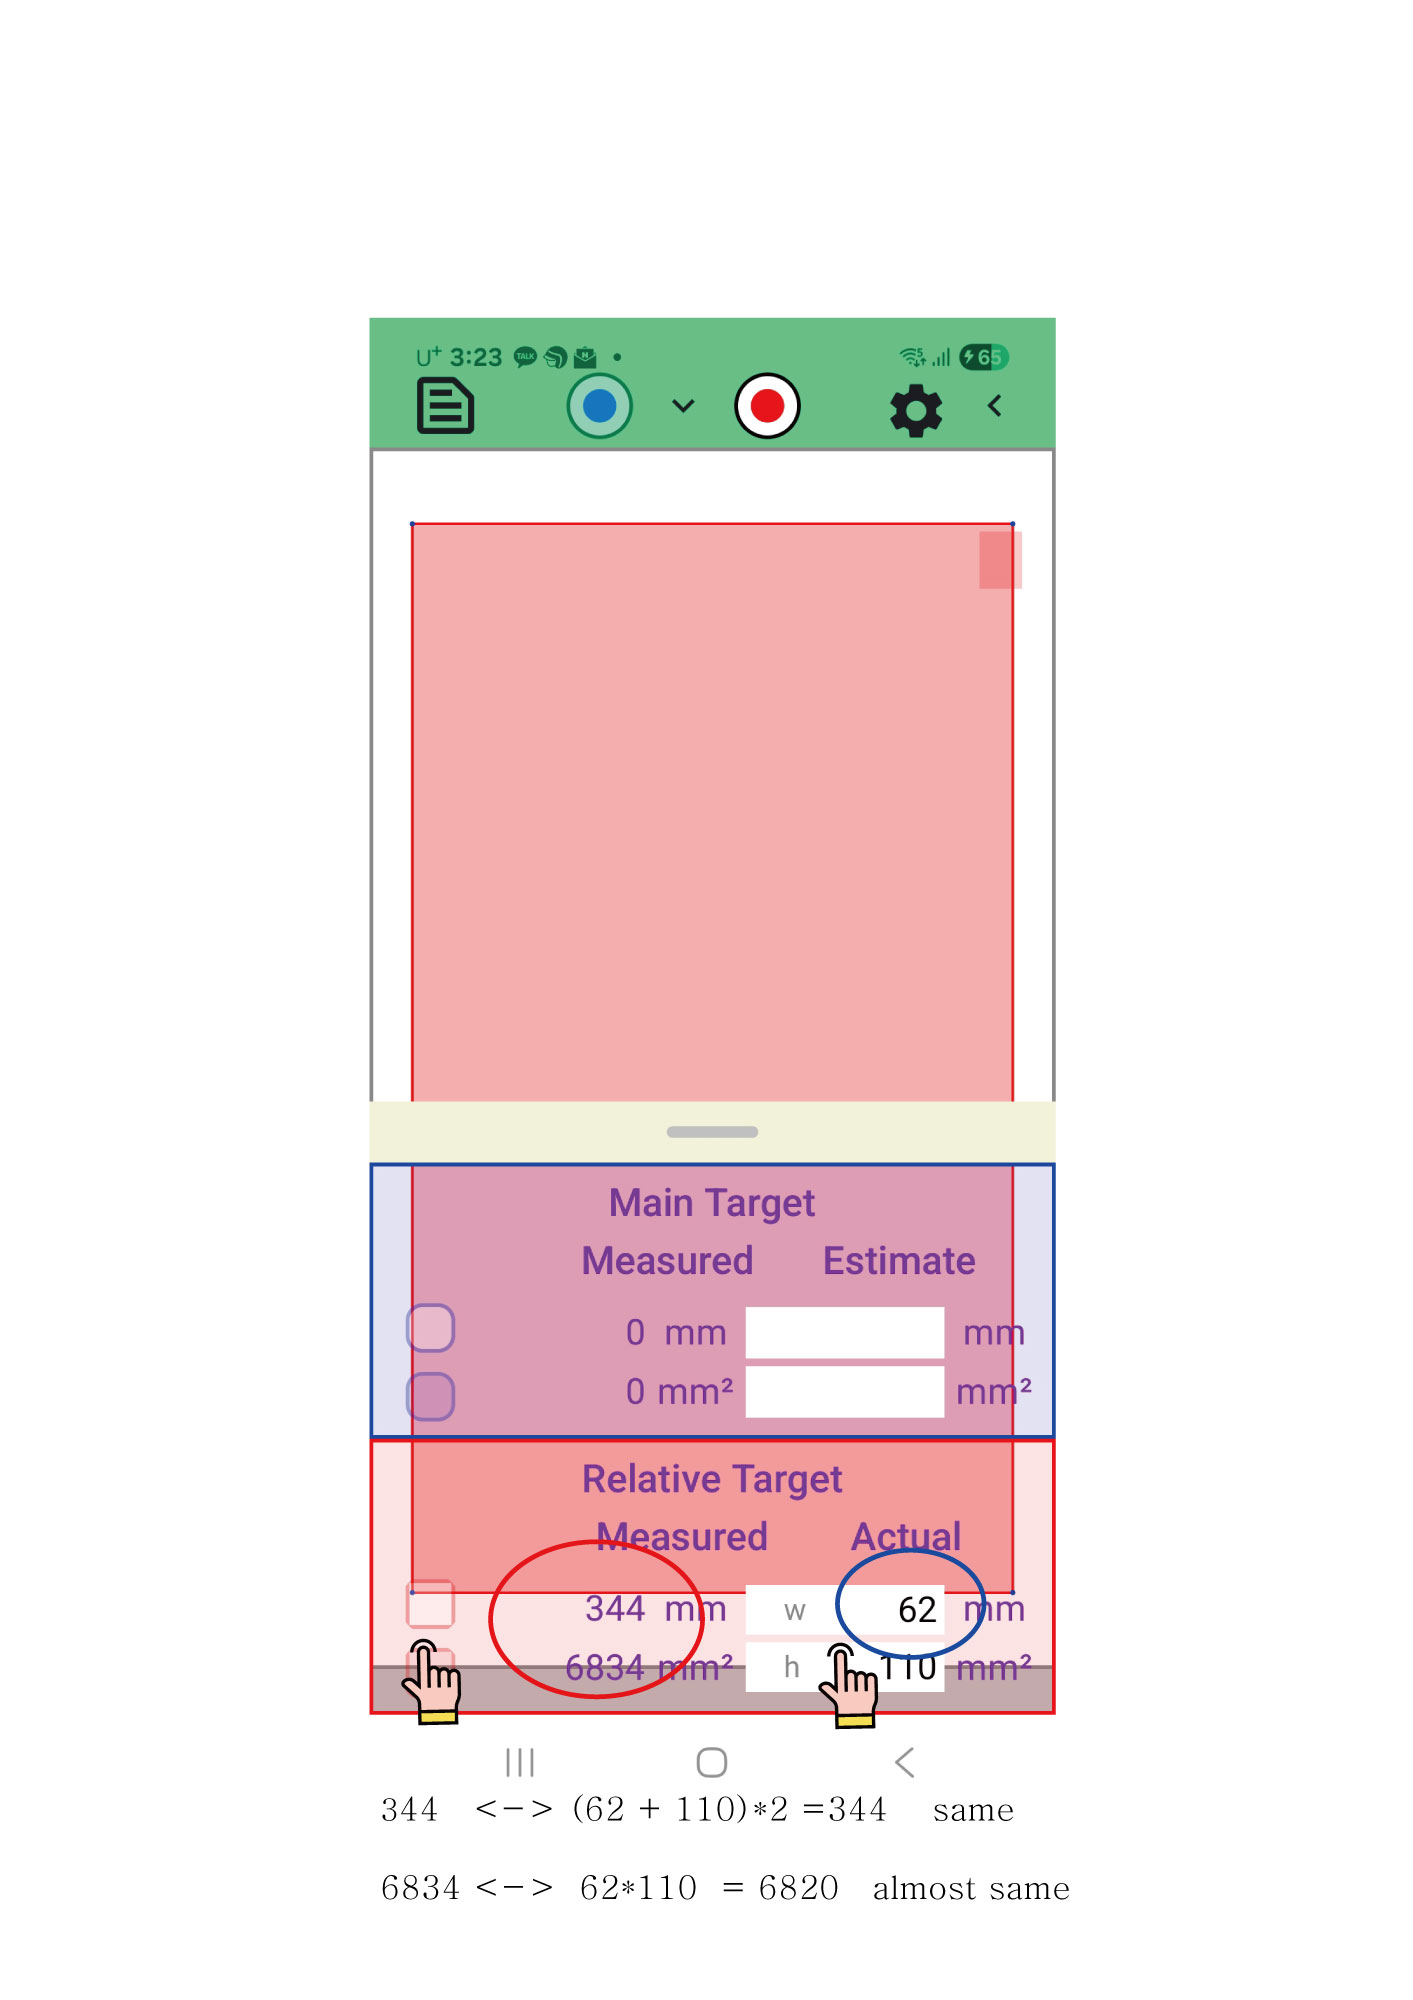 U+ 3:23 TALK N 5 65
Main Target
Measured Estimate
0 mm mm
0 mm² mm²
Relative Target
Measured Actual
344 mm w 62 mm
6834 mm² h 110 mm²
344 <-> (62 + 110)*2 =344 same
6834 <-> 62*110 = 6820 almost same